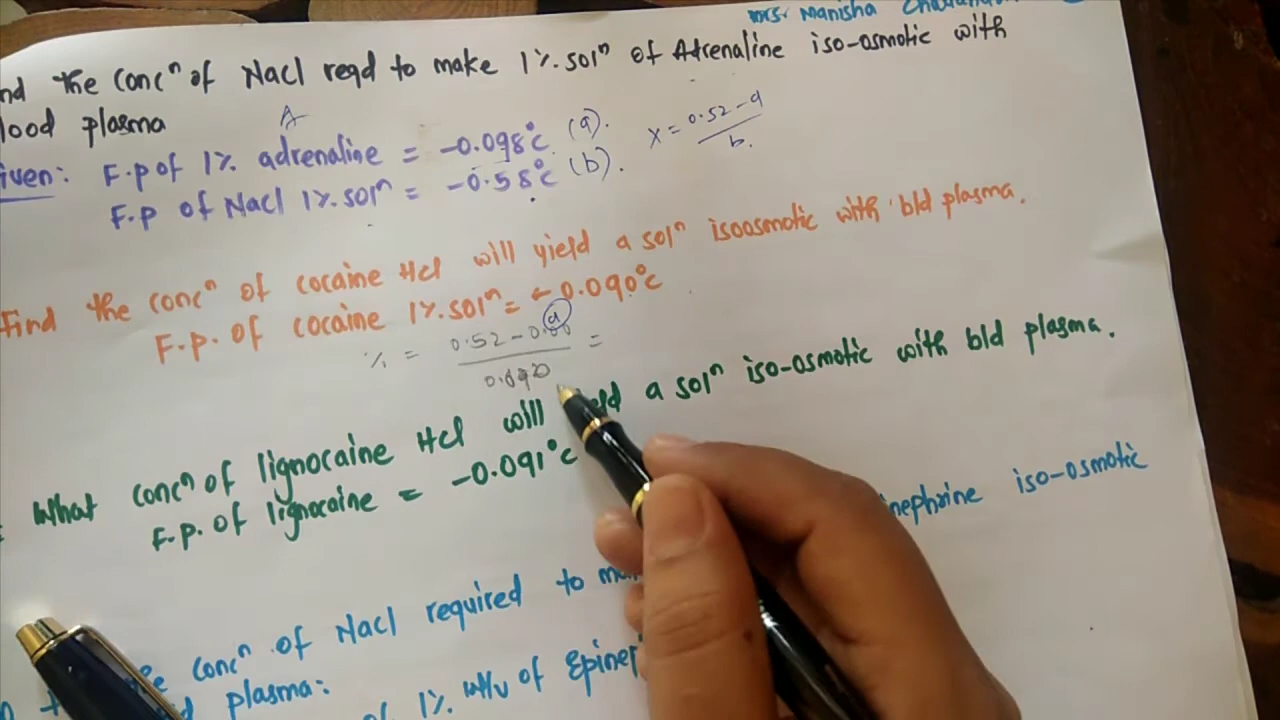 Mrs. Manisha
nd the concⁿ of NaCl reqd to make 1%. solⁿ of Adrenaline iso-osmotic with
lood plasma
A
iven: F.p of 1% adrenaline = -0.098°c (a).
x = 0.52-a
b.
F.p of NaCl 1%. solⁿ = -0.58°c (b).
Find the concⁿ of cocaine Hcl will yield a solⁿ isoosmotic with bld plasma.
F.p. of cocaine 1%. solⁿ = -0.090°c
a
% = 0.52-0.00 =
0.090
What concⁿ of lignocaine Hcl will a solⁿ iso-osmotic with bld plasma.
F.p. of lignocaine = -0.091°c
concⁿ of NaCl required to nephrine iso-osmotic
plasma:
of 1% w/v of Epinep